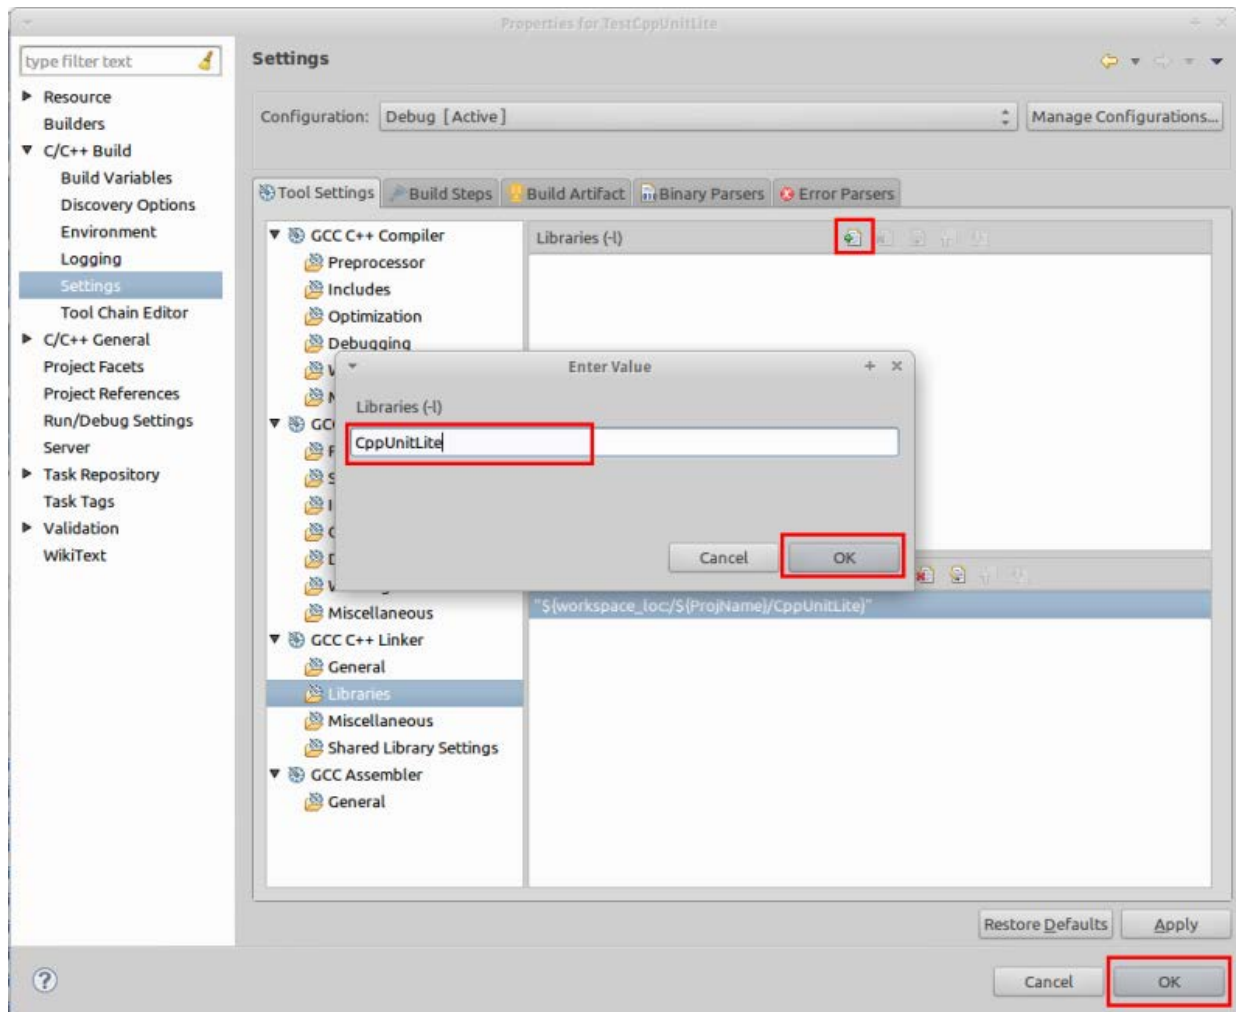 Properties for TestCppUnitLite
type filter text
Resource
Builders
C/C++ Build
Build Variables
Discovery Options
Environment
Logging
Settings
Tool Chain Editor
C/C++ General
Project Facets
Project References
Run/Debug Settings
Server
Task Repository
Task Tags
Validation
WikiText
Settings
Configuration: Debug [Active] Manage Configurations...
Tool Settings Build Steps Build Artifact Binary Parsers Error Parsers
GCC C++ Compiler
Preprocessor
Includes
Optimization
Debugging
Miscellaneous
GCC C++ Linker
General
Libraries
Miscellaneous
Shared Library Settings
GCC Assembler
General
Libraries (-l)
Enter Value
Libraries (-l)
CppUnitLite
Cancel OK
"${workspace_loc:/${ProjName}/CppUnitLite}"
Restore Defaults Apply
Cancel OK